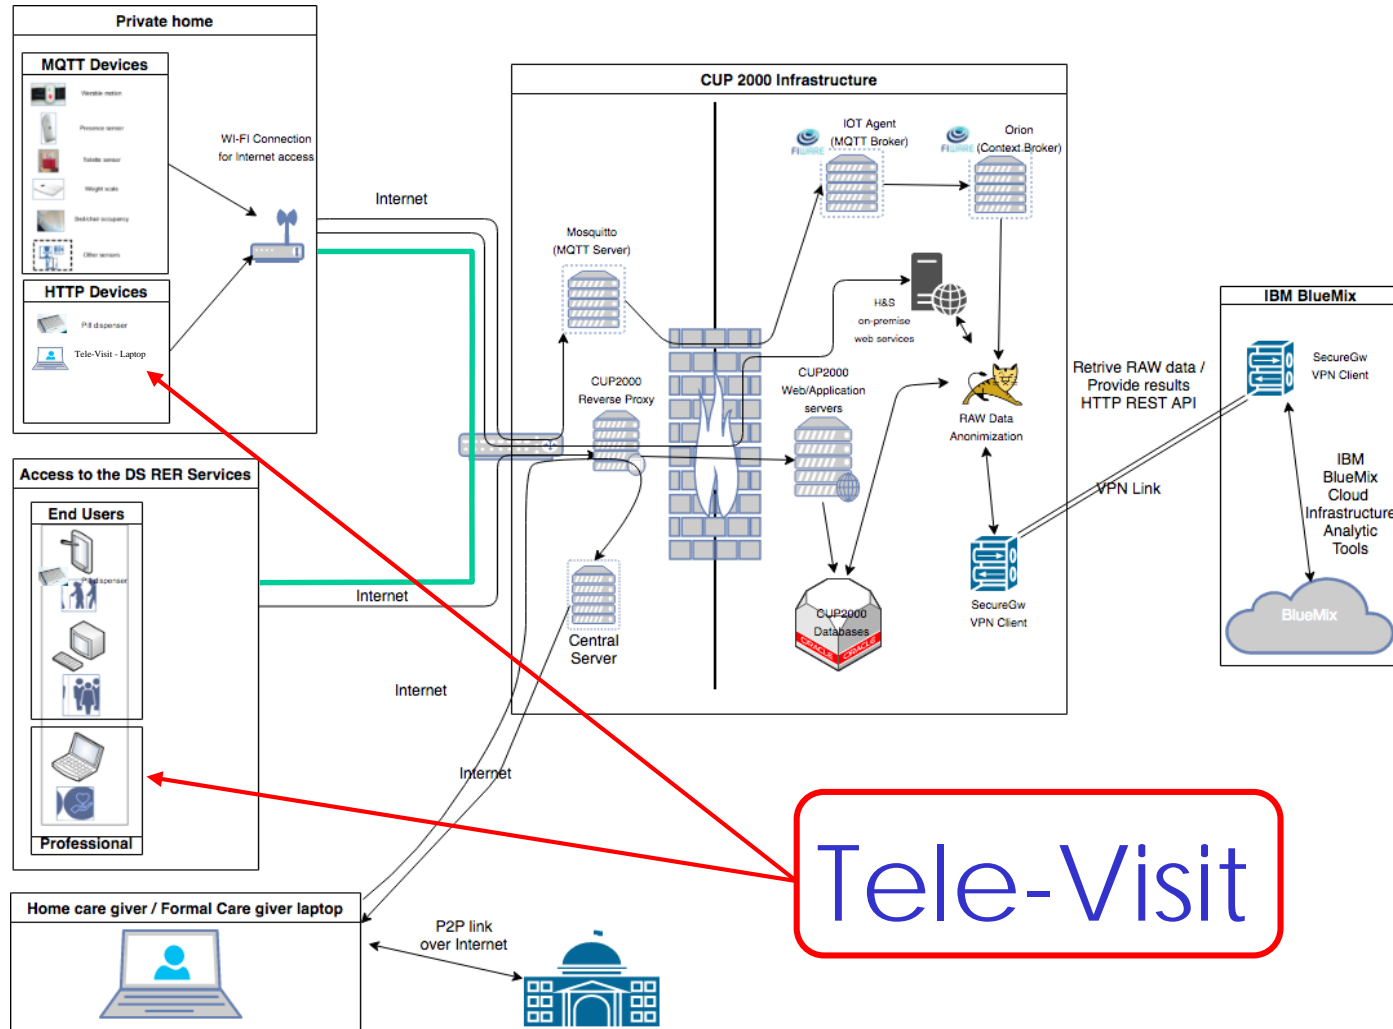 Private home
MQTT Devices
Wearable motion
Presence sensor
Toilette sensor
Weight scale
Bed/chair occupancy
Other sensors
HTTP Devices
Pill dispenser
Tele-Visit - Laptop
WI-FI Connection
for Internet access
Internet
CUP 2000 Infrastructure
Mosquitto
(MQTT Server)
FIWARE
IOT Agent
(MQTT Broker)
FIWARE
Orion
(Context Broker)
H&S
on-premise
web services
CUP2000
Reverse Proxy
CUP2000
Web/Application
servers
RAW Data
Anonimization
Central
Server
CUP2000
Databases
ORACLE
ORACLE
SecureGw
VPN Client
Retrive RAW data /
Provide results
HTTP REST API
VPN Link
IBM BlueMix
SecureGw
VPN Client
IBM
BlueMix
Cloud
Infrastructure
Analytic
Tools
BlueMix
Access to the DS RER Services
End Users
Pill dispenser
Professional
Internet
Internet
Internet
Home care giver / Formal Care giver laptop
P2P link
over Internet
Tele-Visit